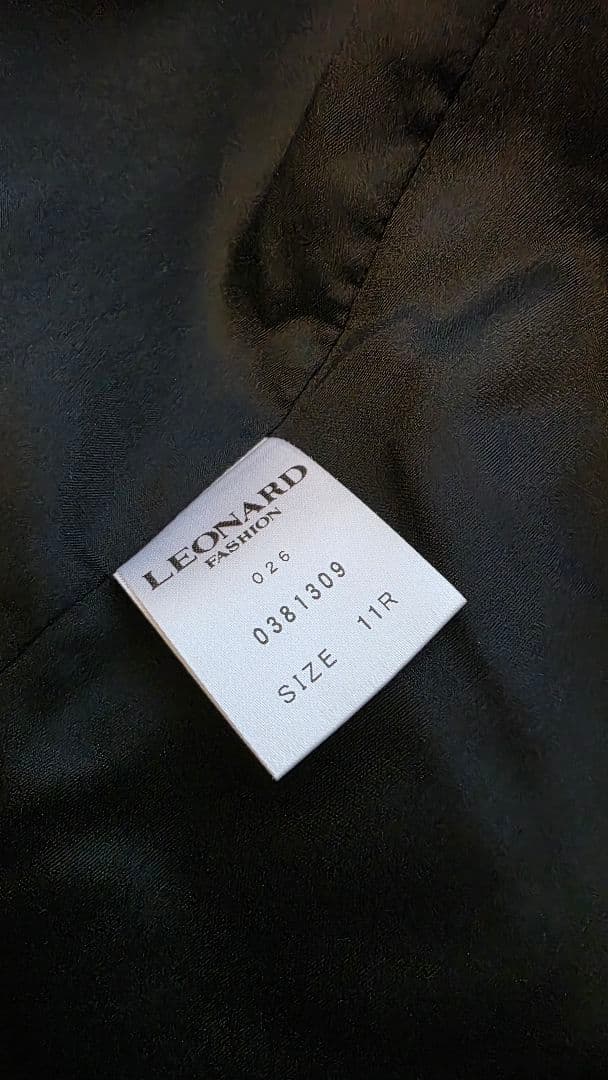 LEONARD
FASHION
026
0381309
SIZE 11R